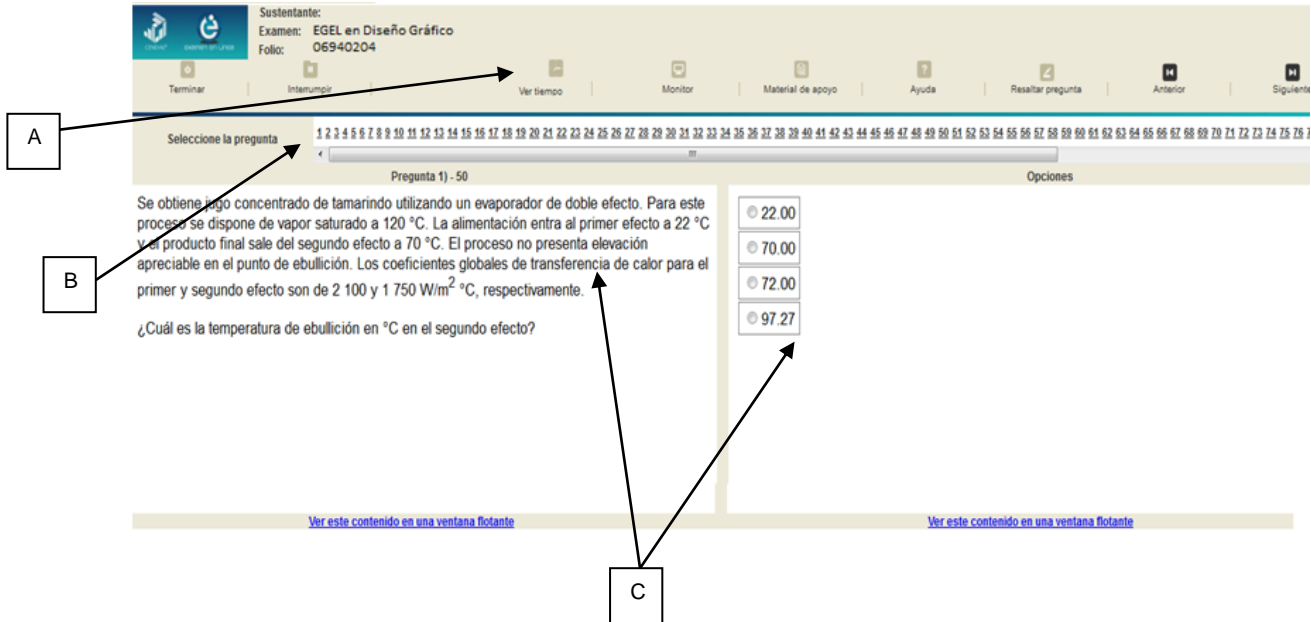 Sustentante:
Examen: EGEL en Diseño Gráfico
Folio: 06940204
Terminar
Interrumpir
Ver tiempo
Monitor
Material de apoyo
Ayuda
Resaltar pregunta
Anterior
Siguiente
A
Seleccione la pregunta
1 2 3 4 5 6 7 8 9 10 11 12 13 14 15 16 17 18 19 20 21 22 23 24 25 26 27 28 29 30 31 32 33 34 35 36 37 38 39 40 41 42 43 44 45 46 47 48 49 50 51 52 53 54 55 56 57 58 59 60 61 62 63 64 65 66 67 68 69 70 71 72 73 74 75 76
Pregunta 1) - 50
Opciones
Se obtiene jugo concentrado de tamarindo utilizando un evaporador de doble efecto. Para este
proceso se dispone de vapor saturado a 120 °C. La alimentación entra al primer efecto a 22 °C
y el producto final sale del segundo efecto a 70 °C. El proceso no presenta elevación
apreciable en el punto de ebullición. Los coeficientes globales de transferencia de calor para el
primer y segundo efecto son de 2 100 y 1 750 W/m² °C, respectivamente.
¿Cuál es la temperatura de ebullición en °C en el segundo efecto?
22.00
70.00
72.00
97.27
B
Ver este contenido en una ventana flotante
Ver este contenido en una ventana flotante
C